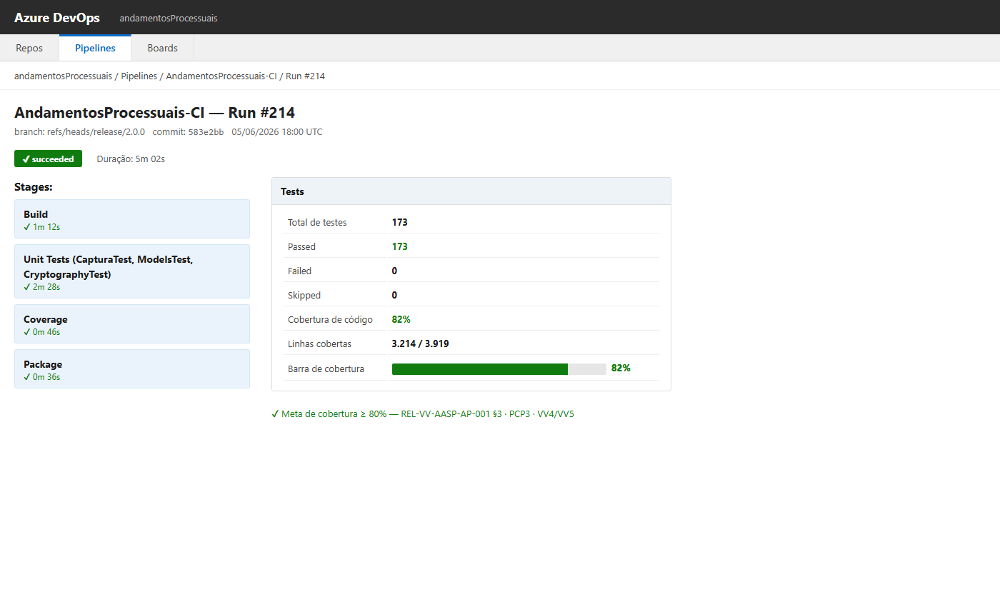 Azure DevOps andamentosProcessuais
Repos Pipelines Boards
andamentosProcessuais / Pipelines / AndamentosProcessuais-CI / Run #214
AndamentosProcessuais-CI — Run #214
branch: refs/heads/release/2.0.0 commit: 583e2bb 05/06/2026 18:00 UTC
✔ succeeded Duração: 5m 02s
Stages:
Build
✔ 1m 12s
Unit Tests (CapturaTest, ModelsTest,
CryptographyTest)
✔ 2m 28s
Coverage
✔ 0m 46s
Package
✔ 0m 36s
Tests
Total de testes 173
Passed 173
Failed 0
Skipped 0
Cobertura de código 82%
Linhas cobertas 3.214 / 3.919
Barra de cobertura 82%
✔ Meta de cobertura ≥ 80% — REL-VV-AASP-AP-001 §3 · PCP3 · VV4/VV5